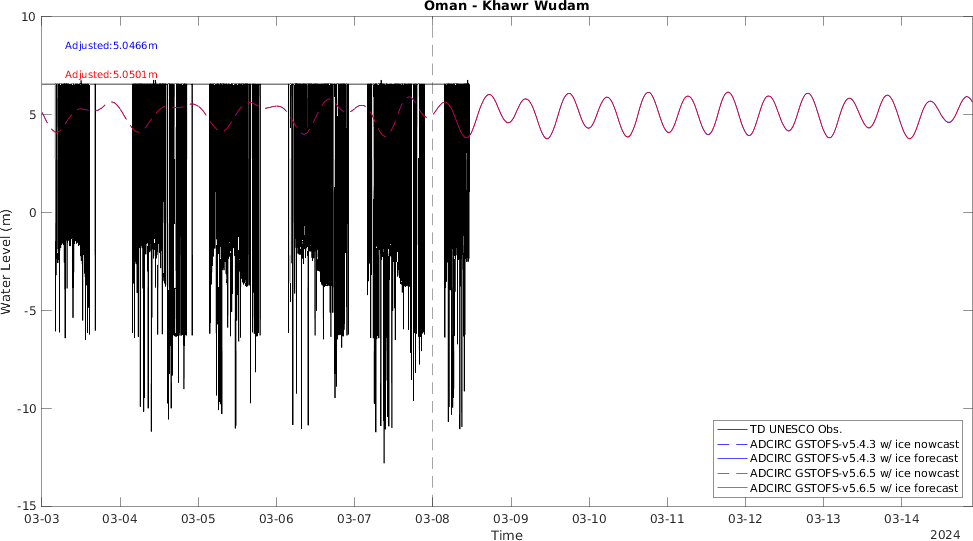 Oman - Khawr Wudam
10
Adjusted:5.0466m
Adjusted:5.0501m
5
0
Water Level (m)
-5
-10
TD UNESCO Obs.
ADCIRC GSTOFS-v5.4.3 w/ ice nowcast
ADCIRC GSTOFS-v5.4.3 w/ ice forecast
ADCIRC GSTOFS-v5.6.5 w/ ice nowcast
ADCIRC GSTOFS-v5.6.5 w/ ice forecast
-15
03-03 03-04 03-05 03-06 03-07 03-08 03-09 03-10 03-11 03-12 03-13 03-14
Time
2024